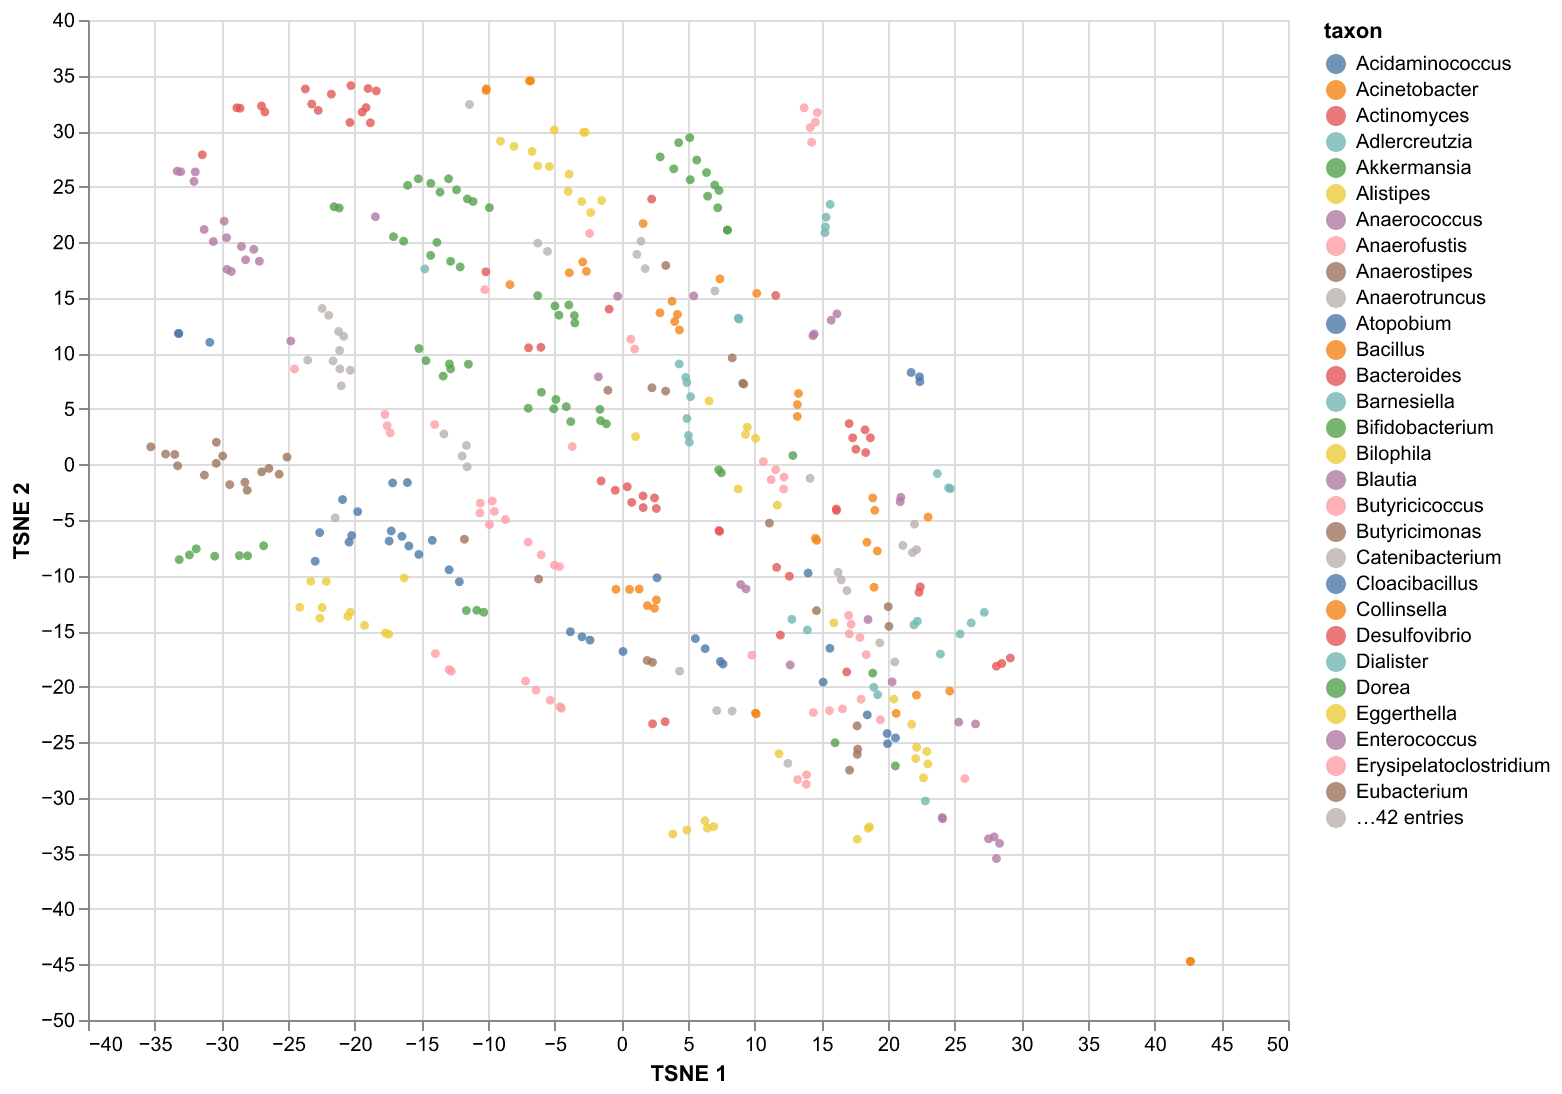 40
35
30
25
20
15
10
5
0
−5
−10
−15
−20
−25
−30
−35
−40
−45
−50
TSNE 2
−40 −35 −30 −25 −20 −15 −10 −5 0 5 10 15 20 25 30 35 40 45 50
TSNE 1
taxon
Acidaminococcus
Acinetobacter
Actinomyces
Adlercreutzia
Akkermansia
Alistipes
Anaerococcus
Anaerofustis
Anaerostipes
Anaerotruncus
Atopobium
Bacillus
Bacteroides
Barnesiella
Bifidobacterium
Bilophila
Blautia
Butyricicoccus
Butyricimonas
Catenibacterium
Cloacibacillus
Collinsella
Desulfovibrio
Dialister
Dorea
Eggerthella
Enterococcus
Erysipelatoclostridium
Eubacterium
…42 entries